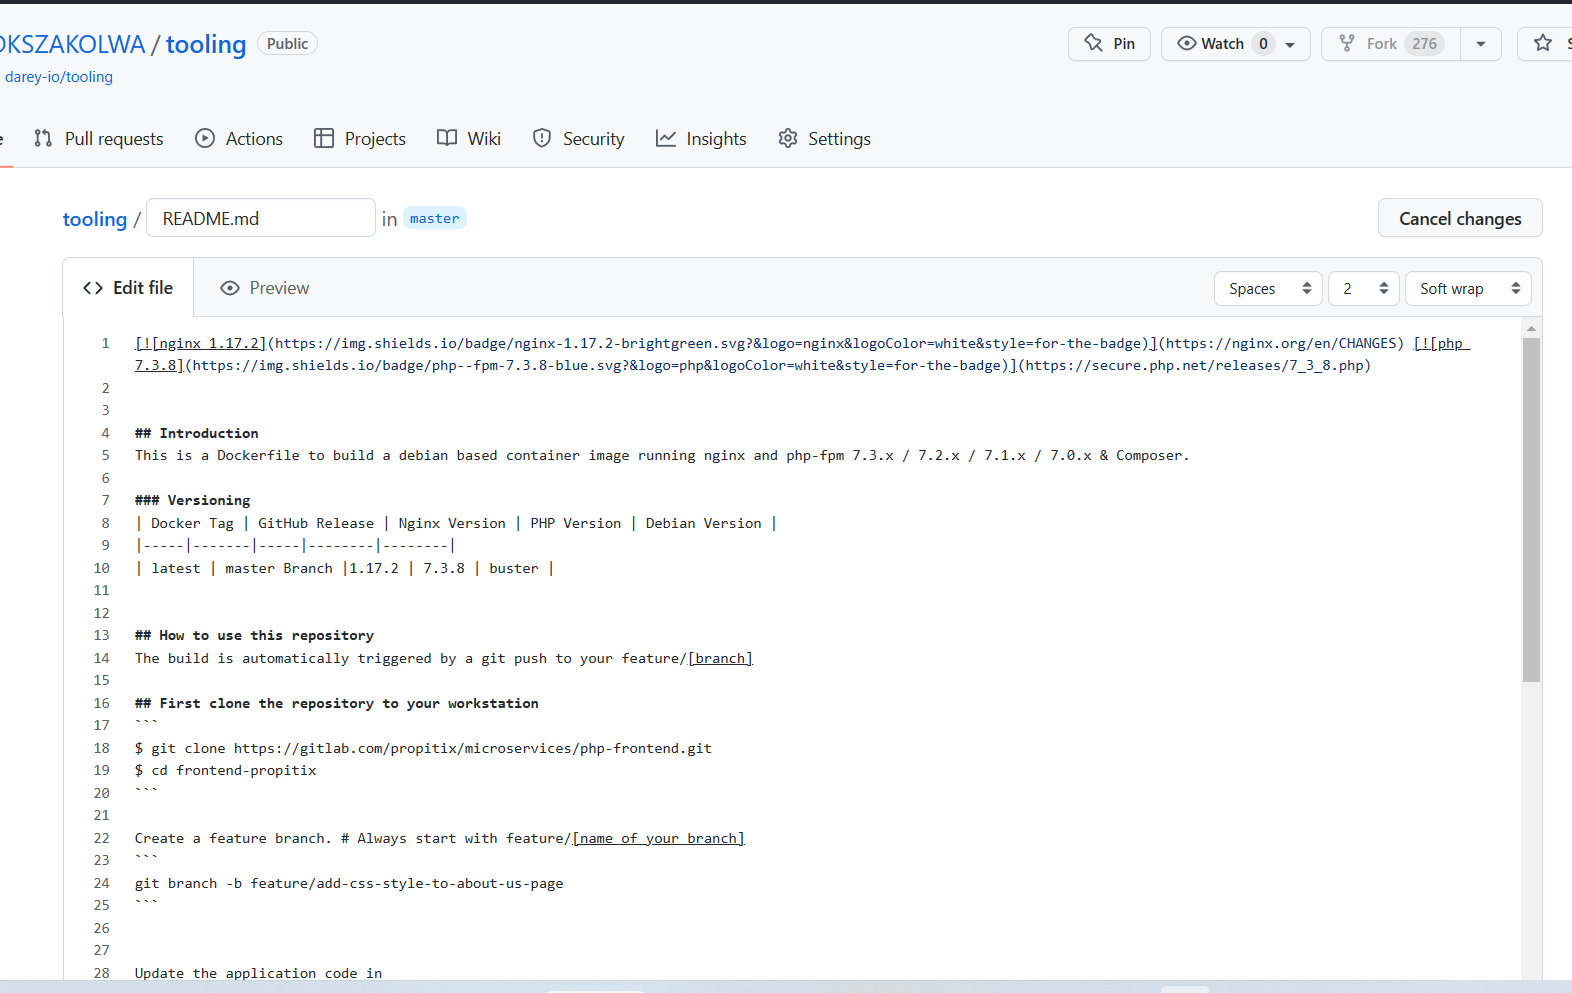 OKSZAKOLWA / tooling Public
Pin Watch 0 Fork 276
darey-io/tooling
Pull requests Actions Projects Wiki Security Insights Settings
tooling / README.md in master Cancel changes
Edit file Preview Spaces 2 Soft wrap
1 [![nginx 1.17.2](https://img.shields.io/badge/nginx-1.17.2-brightgreen.svg?&logo=nginx&logoColor=white&style=for-the-badge)](https://nginx.org/en/CHANGES) [![php
7.3.8](https://img.shields.io/badge/php--fpm-7.3.8-blue.svg?&logo=php&logoColor=white&style=for-the-badge)](https://secure.php.net/releases/7_3_8.php)
2
3
4 ## Introduction
5 This is a Dockerfile to build a debian based container image running nginx and php-fpm 7.3.x / 7.2.x / 7.1.x / 7.0.x & Composer.
6
7 ### Versioning
8 | Docker Tag | GitHub Release | Nginx Version | PHP Version | Debian Version |
9 |-----|-------|-----|--------|--------|
10 | latest | master Branch |1.17.2 | 7.3.8 | buster |
11
12
13 ## How to use this repository
14 The build is automatically triggered by a git push to your feature/[branch]
15
16 ## First clone the repository to your workstation
17 ```
18 $ git clone https://gitlab.com/propitix/microservices/php-frontend.git
19 $ cd frontend-propitix
20 ```
21
22 Create a feature branch. # Always start with feature/[name of your branch]
23 ```
24 git branch -b feature/add-css-style-to-about-us-page
25 ```
26
27
28 Update the application code in